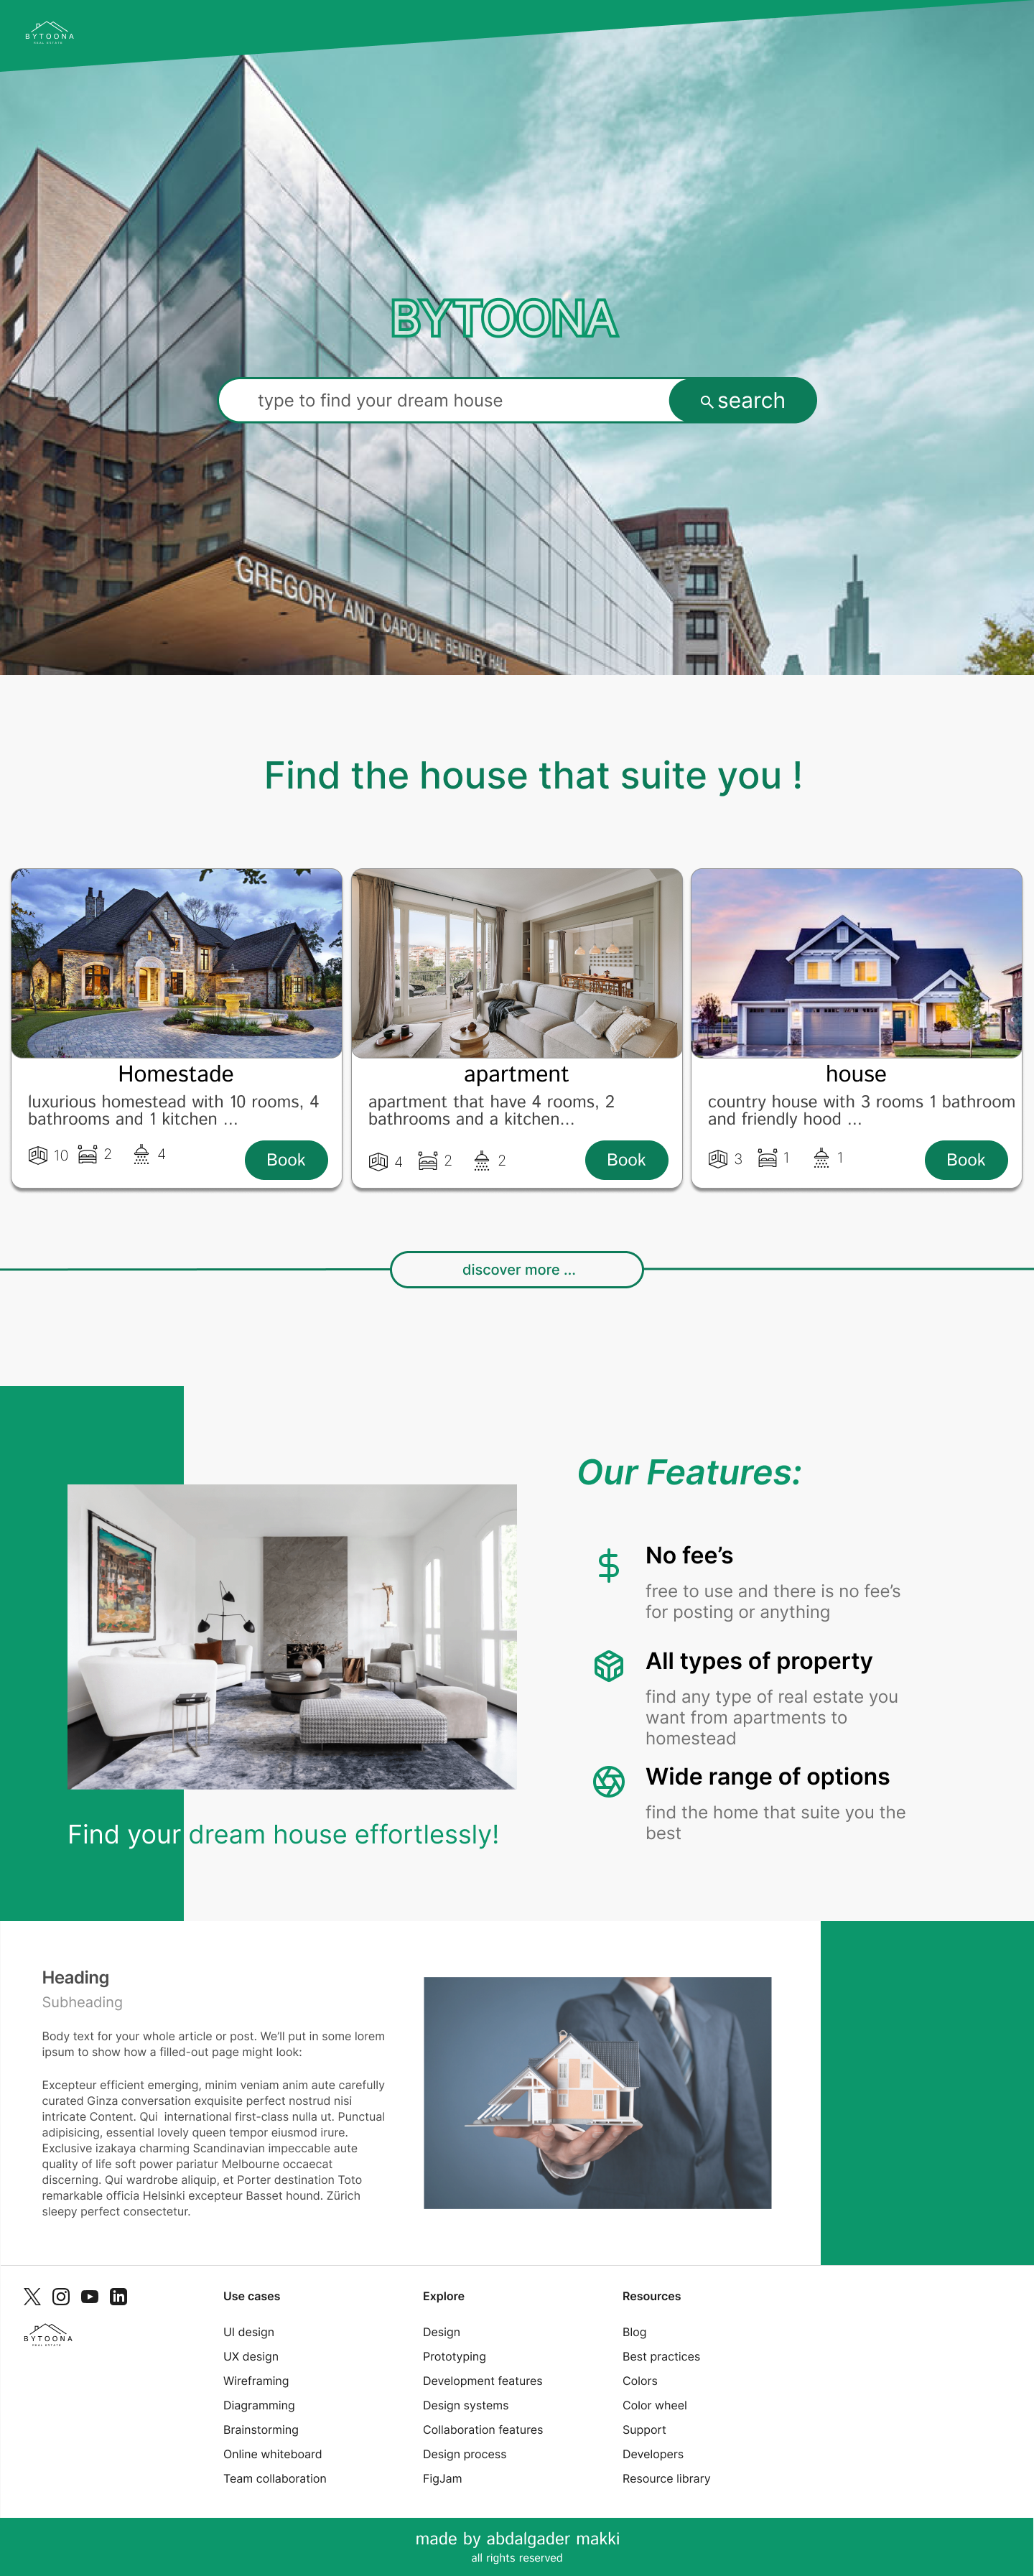 BYTOONA
REAL ESTATE
BYTOONA
type to find your dream house
search
GREGORY AND CAROLINE BENTLEY HALL
Find the house that suite you !
Homestade
luxurious homestead with 10 rooms, 4
bathrooms and 1 kitchen ...
10 2 4
Book
apartment
apartment that have 4 rooms, 2
bathrooms and a kitchen...
4 2 2
Book
house
country house with 3 rooms 1 bathroom
and friendly hood ...
3 1 1
Book
discover more ...
Our Features:
No fee’s
free to use and there is no fee’s
for posting or anything
All types of property
find any type of real estate you
want from apartments to
homestead
Wide range of options
find the home that suite you the
best
Find your dream house effortlessly!
Heading
Subheading
Body text for your whole article or post. We’ll put in some lorem
ipsum to show how a filled-out page might look:
Excepteur efficient emerging, minim veniam anim aute carefully
curated Ginza conversation exquisite perfect nostrud nisi
intricate Content. Qui  international first-class nulla ut. Punctual
adipisicing, essential lovely queen tempor eiusmod irure.
Exclusive izakaya charming Scandinavian impeccable aute
quality of life soft power pariatur Melbourne occaecat
discerning. Qui wardrobe aliquip, et Porter destination Toto
remarkable officia Helsinki excepteur Basset hound. Zürich
sleepy perfect consectetur.
in
BYTOONA
REAL ESTATE
Use cases
UI design
UX design
Wireframing
Diagramming
Brainstorming
Online whiteboard
Team collaboration
Explore
Design
Prototyping
Development features
Design systems
Collaboration features
Design process
FigJam
Resources
Blog
Best practices
Colors
Color wheel
Support
Developers
Resource library
made by abdalgader makki
all rights reserved